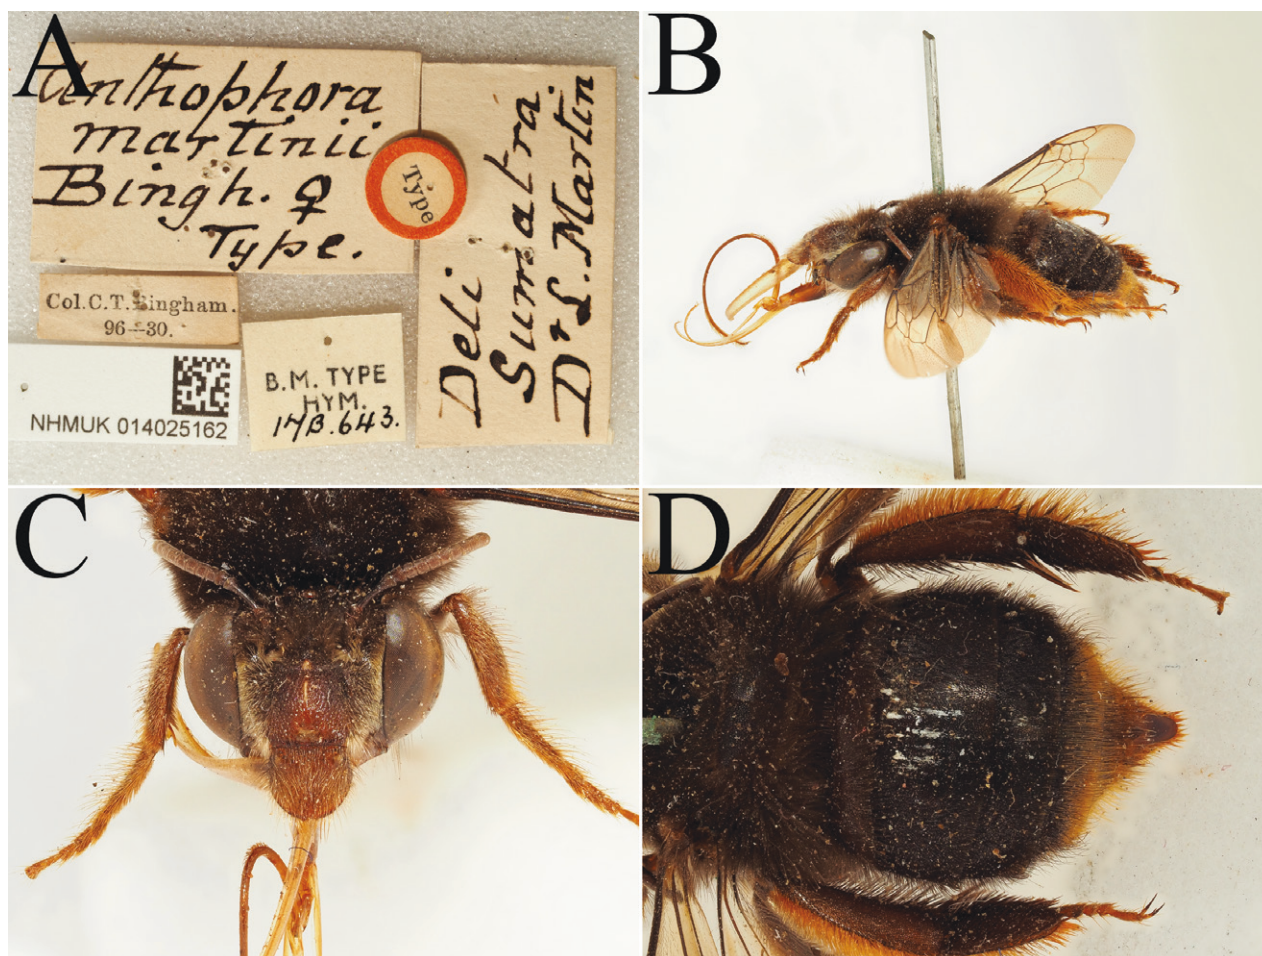 A
Anthophora
martinii
Bingh. ♀
Type.
Type
Deli
Sumatra.
Dr L. Martin
Col. C. T. Bingham.
96–30.
B.M. TYPE
HYM.
17B.643.
NHMUK 014025162
B
C
D